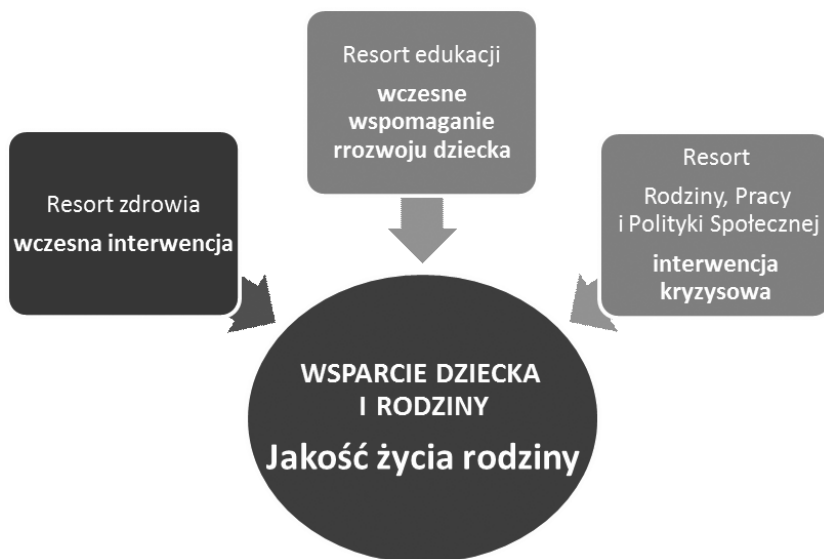 Resort edukacji
wczesne
wspomaganie
rrozwoju dziecka
Resort zdrowia
wczesna interwencja
Resort
Rodziny, Pracy
i Polityki Społecznej
interwencja
kryzysowa
WSPARCIE DZIECKA
I RODZINY
Jakość życia rodziny